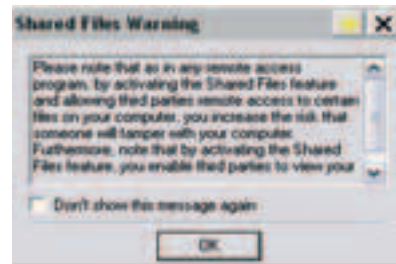 Shared Files Warning
Please note that as in any remote access
program, by activating the Shared Files feature
and allowing third parties remote access to certain
files on your computer, you increase the risk that
someone will tamper with your computer.
Furthermore, note that by activating the Shared
Files feature, you enable third parties to view your
Don't show this message again
OK